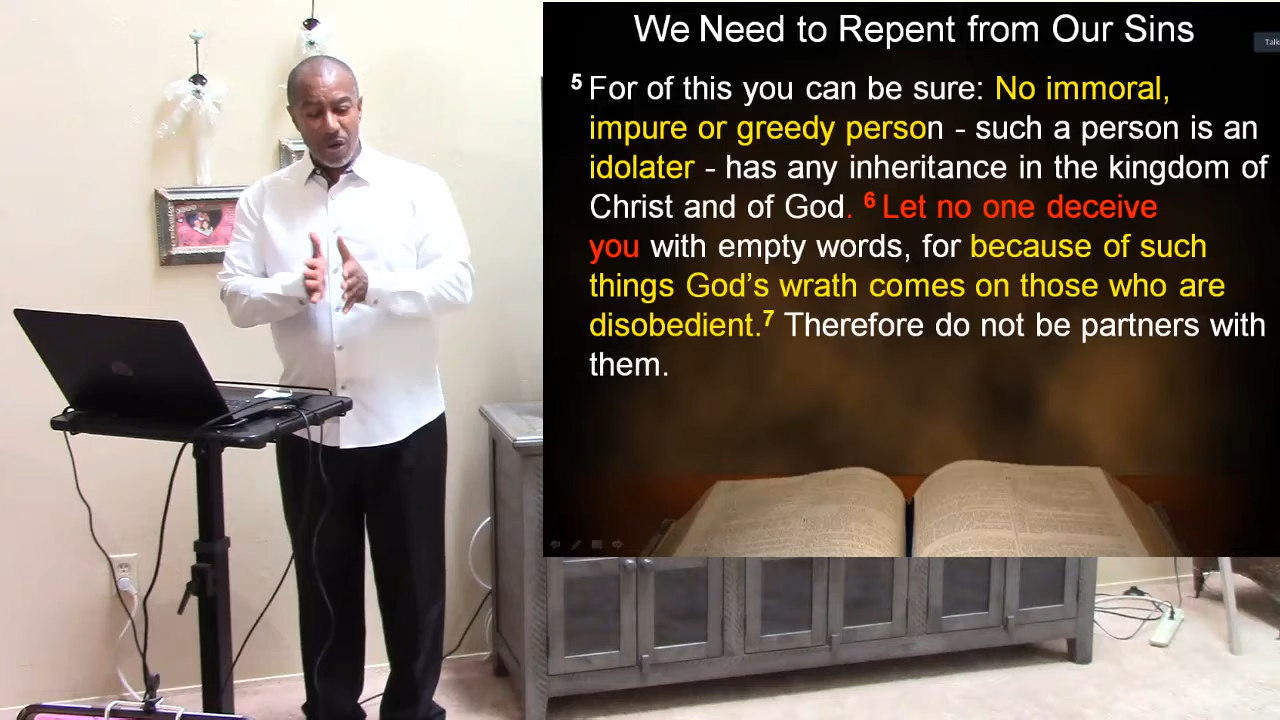 We Need to Repent from Our Sins
Talk
5 For of this you can be sure: No immoral,
impure or greedy person - such a person is an
idolater - has any inheritance in the kingdom of
Christ and of God. 6 Let no one deceive
you with empty words, for because of such
things God’s wrath comes on those who are
disobedient.7 Therefore do not be partners with
them.